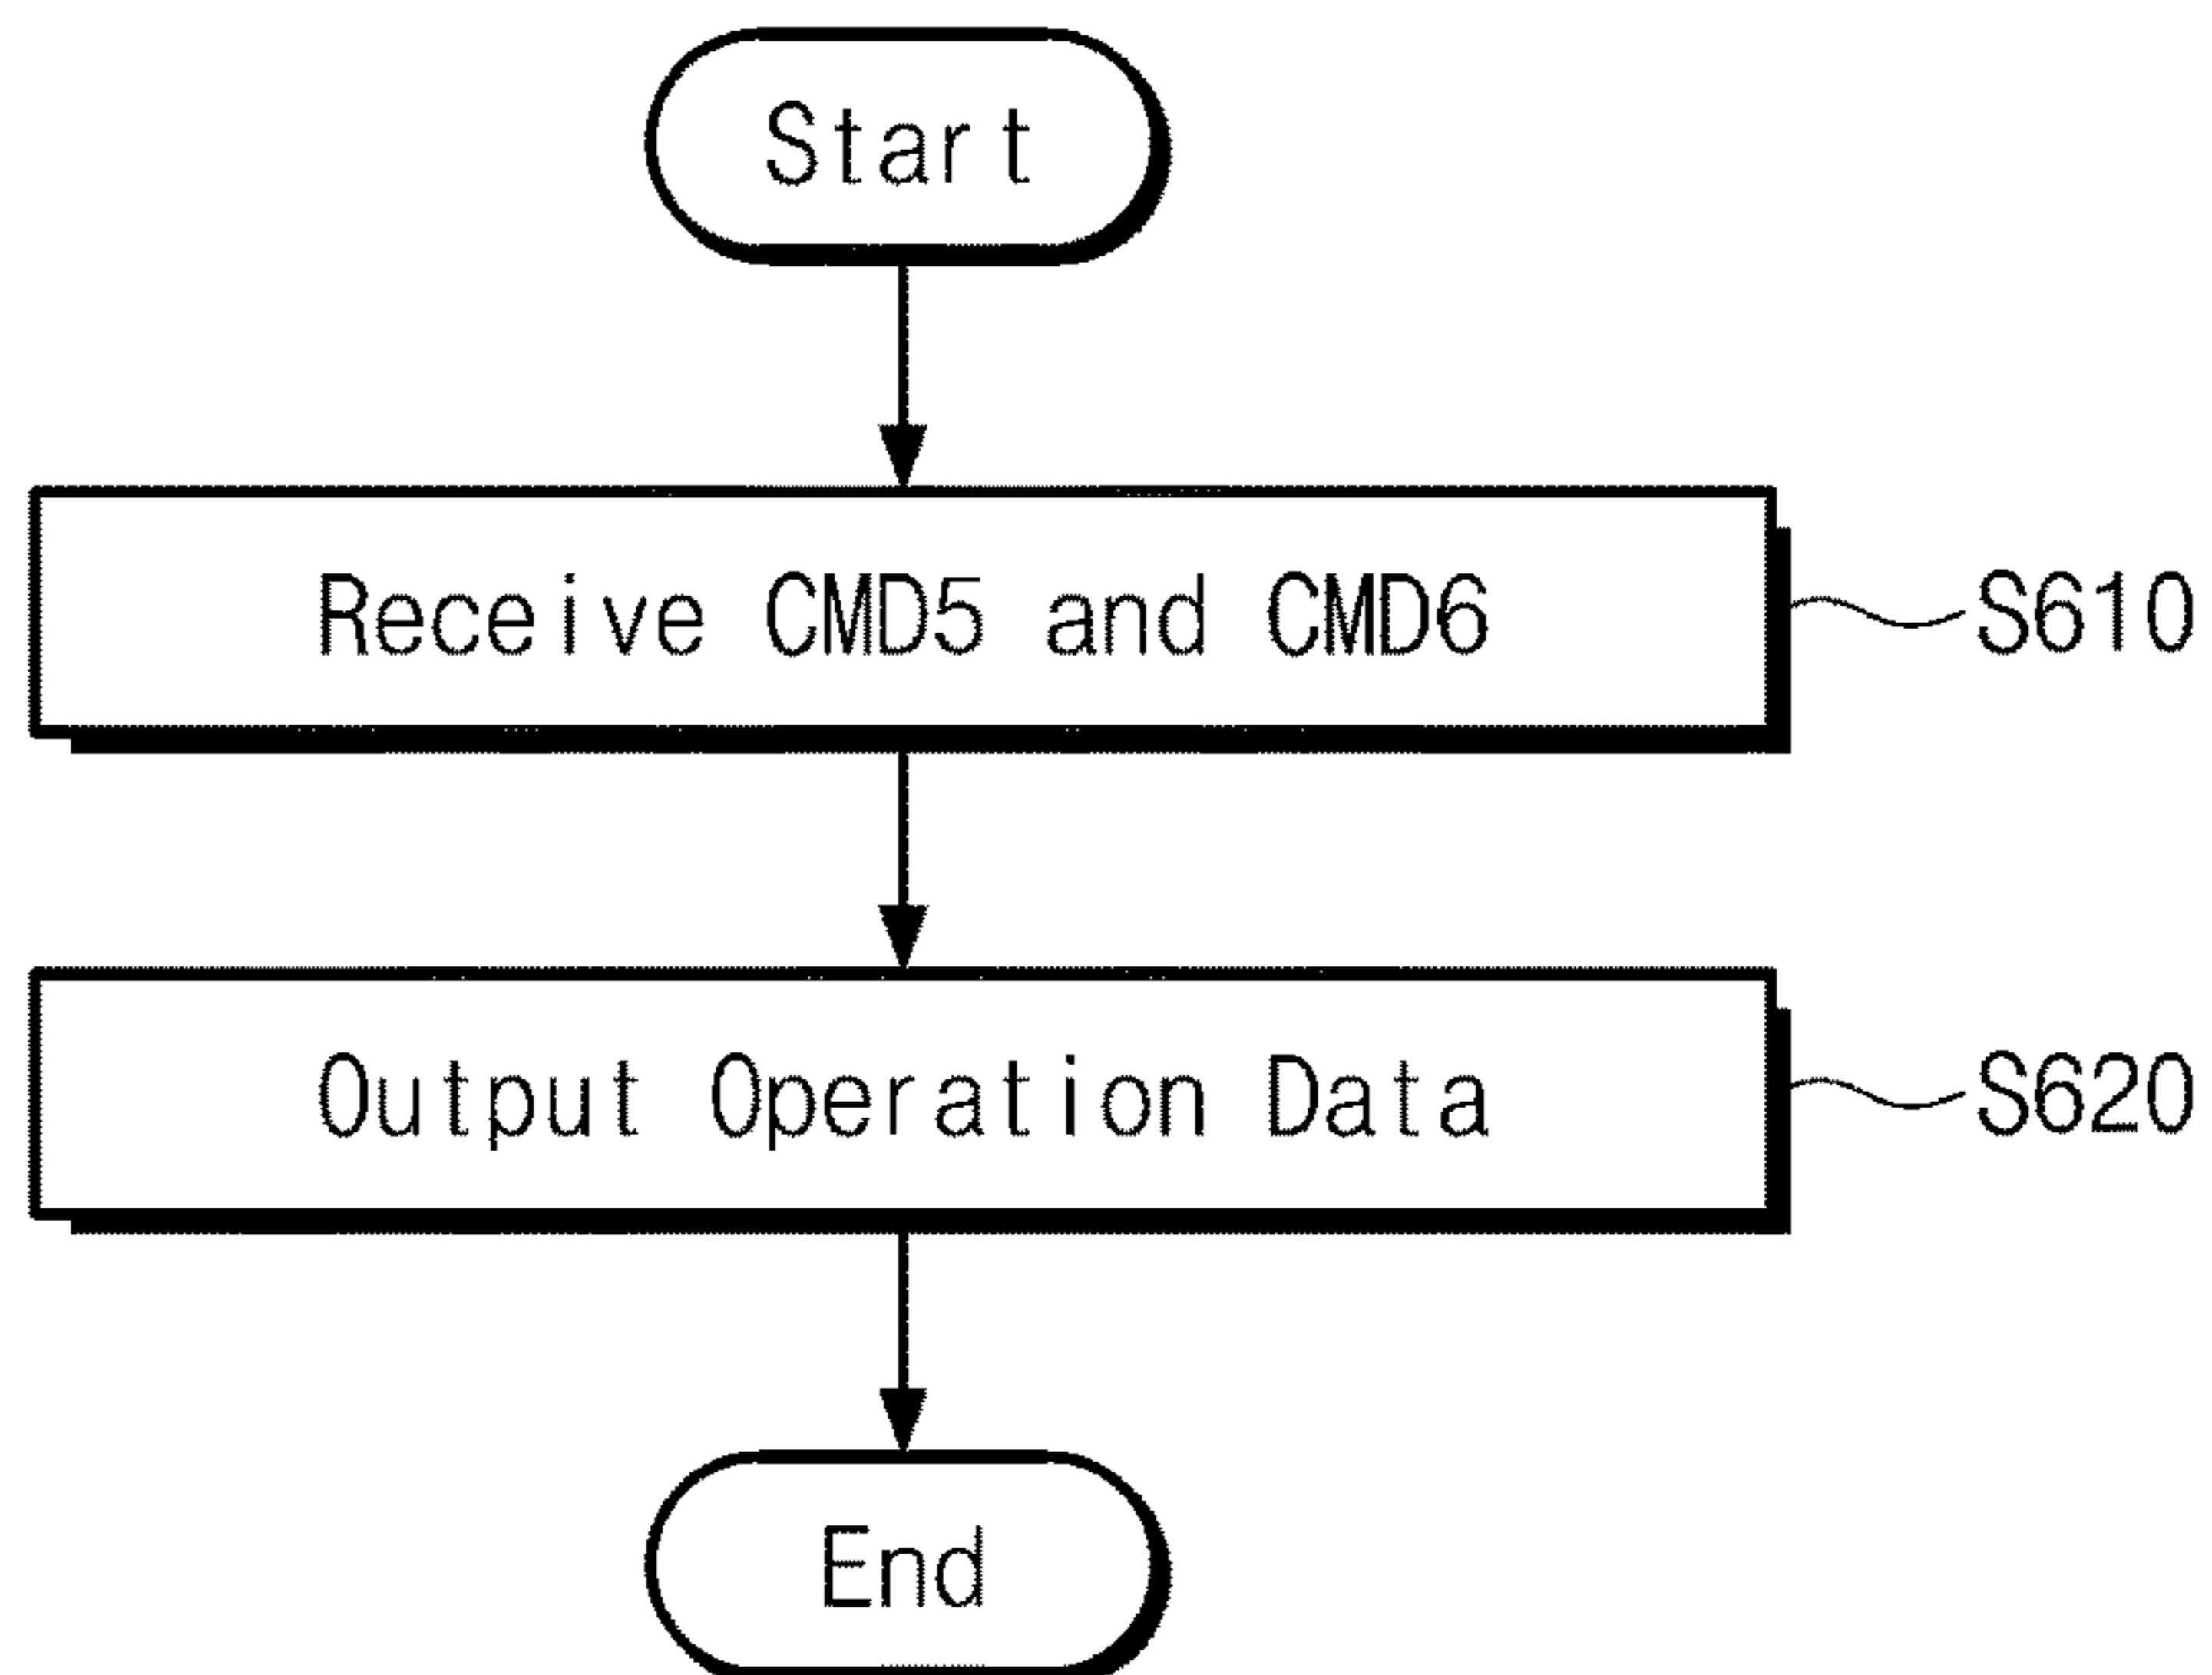 Start
Receive CMD5 and CMD6
S610
Output Operation Data
S620
End